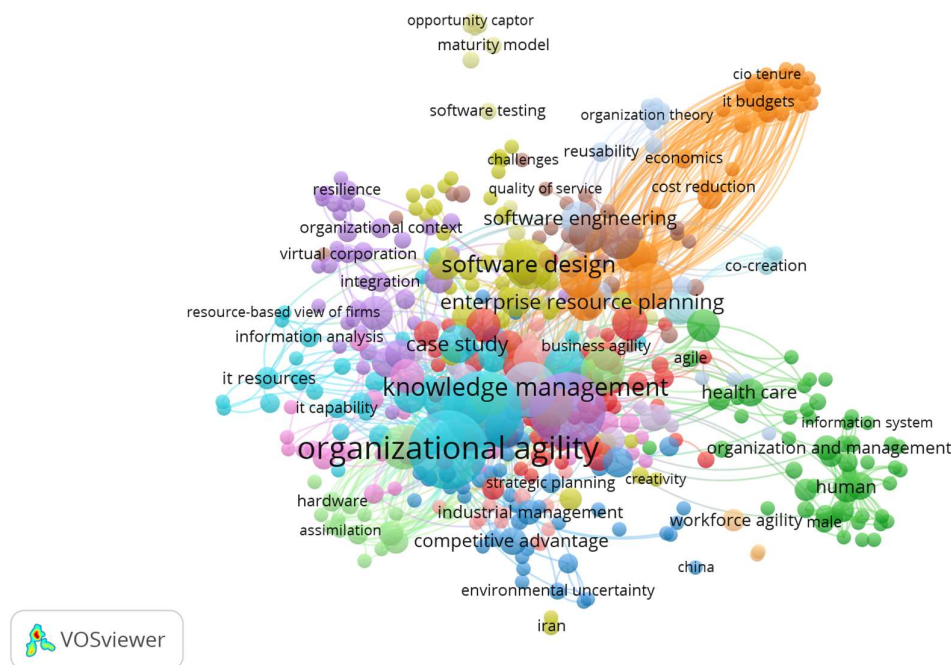 opportunity captor
maturity model
cio tenure
it budgets
software testing
organization theory
reusability
economics
challenges
quality of service
cost reduction
resilience
software engineering
organizational context
virtual corporation
software design
co-creation
integration
enterprise resource planning
resource-based view of firms
information analysis
case study
business agility
agile
it resources
knowledge management
health care
it capability
information system
organizational agility
organization and management
strategic planning
creativity
human
hardware
industrial management
workforce agility
male
assimilation
competitive advantage
china
environmental uncertainty
iran
VOSviewer